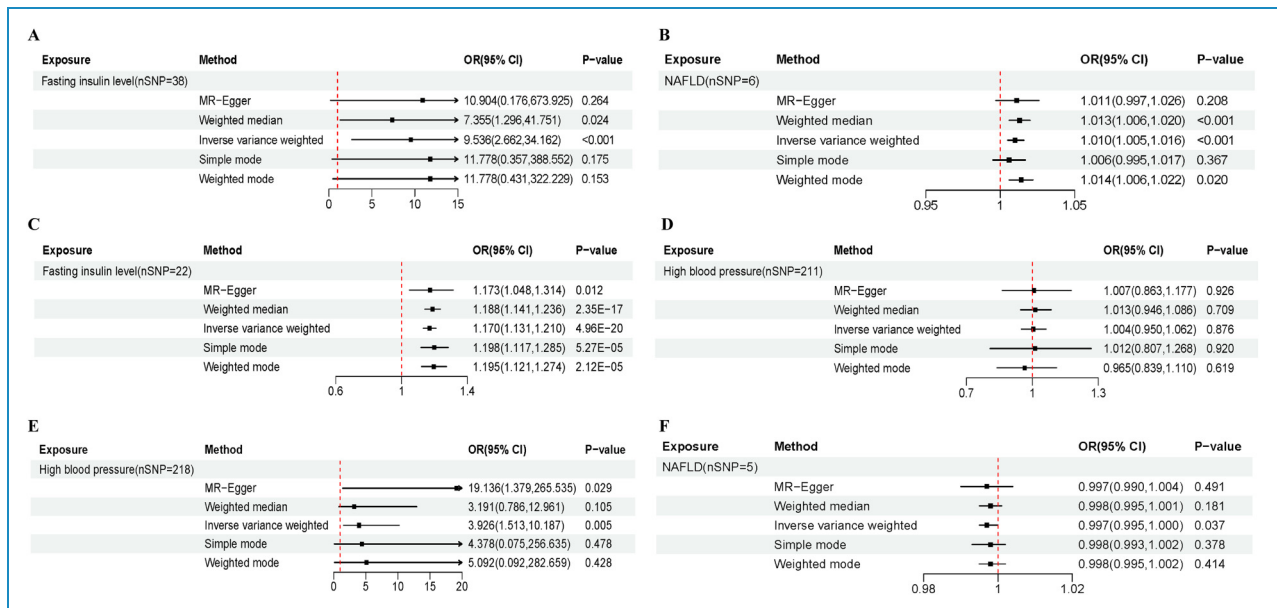 A
Exposure Method OR(95% CI) P-value
Fasting insulin level(nSNP=38)
MR-Egger 10.904(0.176,673.925) 0.264
Weighted median 7.355(1.296,41.751) 0.024
Inverse variance weighted 9.536(2.662,34.162) <0.001
Simple mode 11.778(0.357,388.552) 0.175
Weighted mode 11.778(0.431,322.229) 0.153
0 5 10 15
B
Exposure Method OR(95% CI) P-value
NAFLD(nSNP=6)
MR-Egger 1.011(0.997,1.026) 0.208
Weighted median 1.013(1.006,1.020) <0.001
Inverse variance weighted 1.010(1.005,1.016) <0.001
Simple mode 1.006(0.995,1.017) 0.367
Weighted mode 1.014(1.006,1.022) 0.020
0.95 1 1.05
C
Exposure Method OR(95% CI) P-value
Fasting insulin level(nSNP=22)
MR-Egger 1.173(1.048,1.314) 0.012
Weighted median 1.188(1.141,1.236) 2.35E-17
Inverse variance weighted 1.170(1.131,1.210) 4.96E-20
Simple mode 1.198(1.117,1.285) 5.27E-05
Weighted mode 1.195(1.121,1.274) 2.12E-05
0.6 1 1.4
D
Exposure Method OR(95% CI) P-value
High blood pressure(nSNP=211)
MR-Egger 1.007(0.863,1.177) 0.926
Weighted median 1.013(0.946,1.086) 0.709
Inverse variance weighted 1.004(0.950,1.062) 0.876
Simple mode 1.012(0.807,1.268) 0.920
Weighted mode 0.965(0.839,1.110) 0.619
0.7 1 1.3
E
Exposure Method OR(95% CI) P-value
High blood pressure(nSNP=218)
MR-Egger 19.136(1.379,265.535) 0.029
Weighted median 3.191(0.786,12.961) 0.105
Inverse variance weighted 3.926(1.513,10.187) 0.005
Simple mode 4.378(0.075,256.635) 0.478
Weighted mode 5.092(0.092,282.659) 0.428
0 5 10 15 20
F
Exposure Method OR(95% CI) P-value
NAFLD(nSNP=5)
MR-Egger 0.997(0.990,1.004) 0.491
Weighted median 0.998(0.995,1.001) 0.181
Inverse variance weighted 0.997(0.995,1.000) 0.037
Simple mode 0.998(0.993,1.002) 0.378
Weighted mode 0.998(0.995,1.002) 0.414
0.98 1 1.02